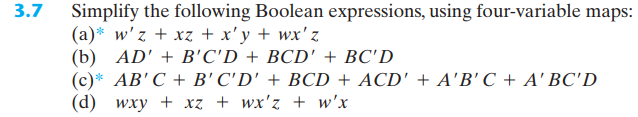 3.7 Simplify the following Boolean expressions, using four-variable maps:
(a)* w'z + xz + x'y + wx'z
(b) AD' + B'C'D + BCD' + BC'D
(c)* AB'C + B'C'D' + BCD + ACD' + A'B'C + A'BC'D
(d) wxy + xz + wx'z + w'x